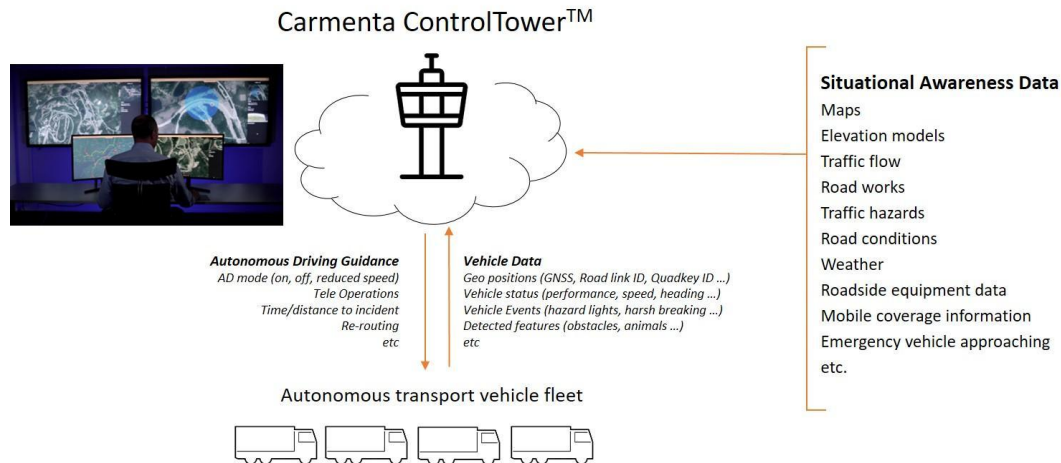 Carmenta ControlTower™
Situational Awareness Data
Maps
Elevation models
Traffic flow
Road works
Traffic hazards
Road conditions
Weather
Roadside equipment data
Mobile coverage information
Emergency vehicle approaching
etc.
Autonomous Driving Guidance
AD mode (on, off, reduced speed)
Tele Operations
Time/distance to incident
Re-routing
etc
Vehicle Data
Geo positions (GNSS, Road link ID, Quadkey ID ...)
Vehicle status (performance, speed, heading ...)
Vehicle Events (hazard lights, harsh breaking ...)
Detected features (obstacles, animals ...)
etc
Autonomous transport vehicle fleet